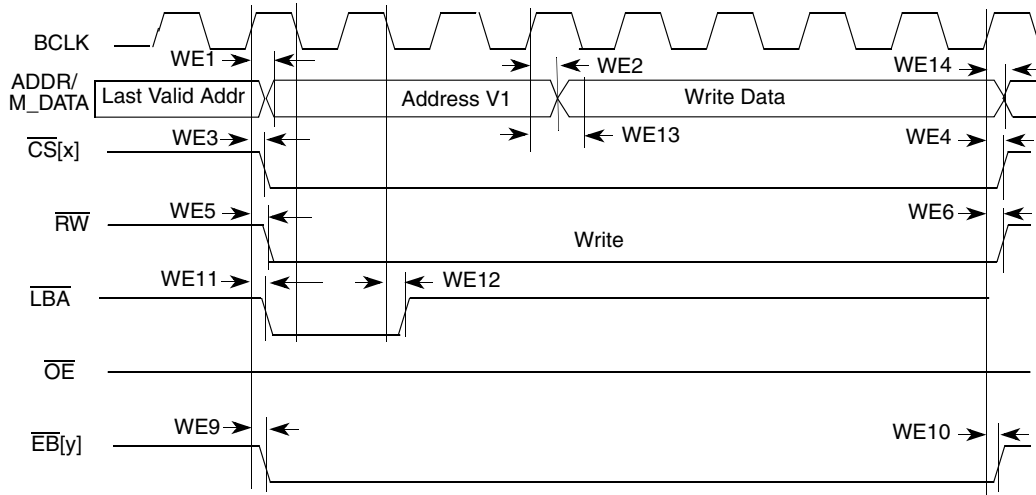 BCLK
WE1
WE2
WE14
ADDR/
M_DATA
Last Valid Addr
Address V1
Write Data
WE3
WE13
WE4
CS[x]
WE5
WE6
RW
Write
WE11
WE12
LBA
OE
WE9
WE10
EB[y]